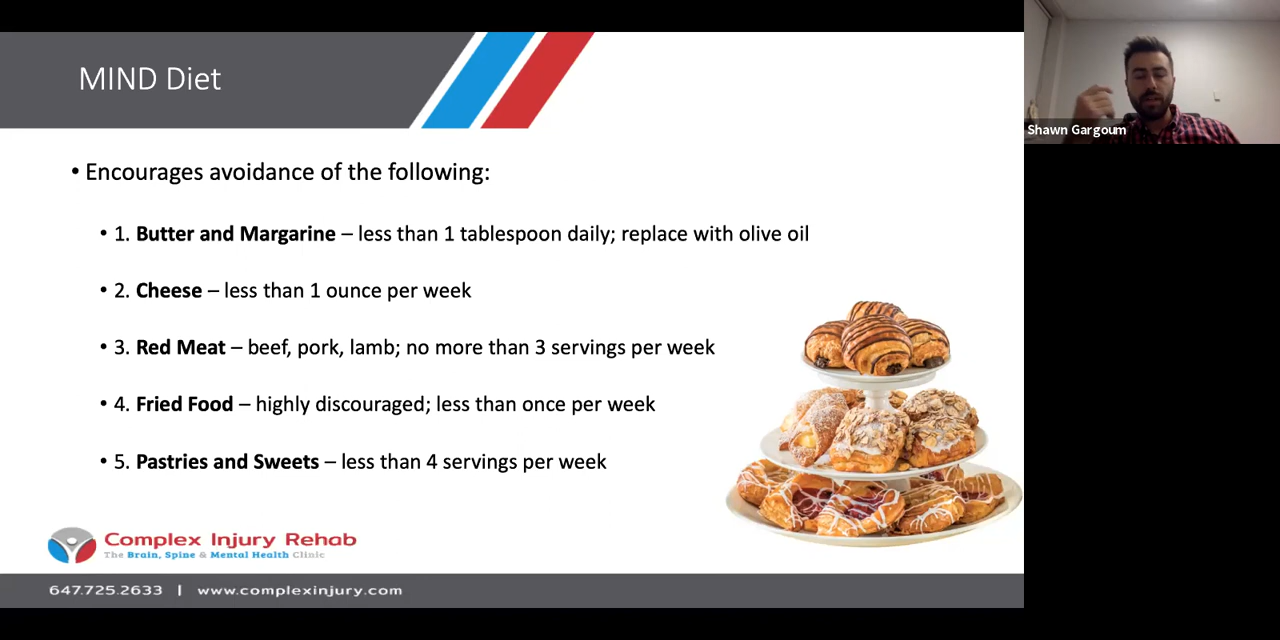 MIND Diet
• Encourages avoidance of the following:
• 1. Butter and Margarine – less than 1 tablespoon daily; replace with olive oil
• 2. Cheese – less than 1 ounce per week
• 3. Red Meat – beef, pork, lamb; no more than 3 servings per week
• 4. Fried Food – highly discouraged; less than once per week
• 5. Pastries and Sweets – less than 4 servings per week
Complex Injury Rehab
The Brain, Spine & Mental Health Clinic
647.725.2633 | www.complexinjury.com
Shawn Gargoum